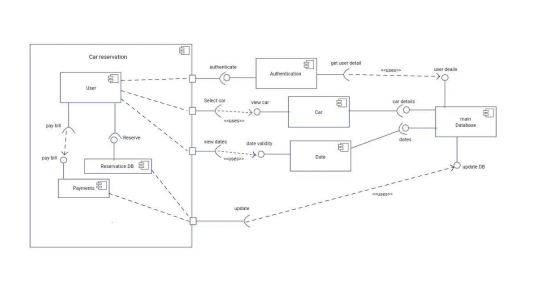 Car reservation
User
authenticate
Authentication
get user detail
<<uses>>
user deails
Select car
<<uses>>
view car
Car
car details
main
Database
view dates
<<uses>>
date validity
Date
dates
pay bill
Reserve
pay bill
Reservation DB
Payments
update
<<uses>>
update DB